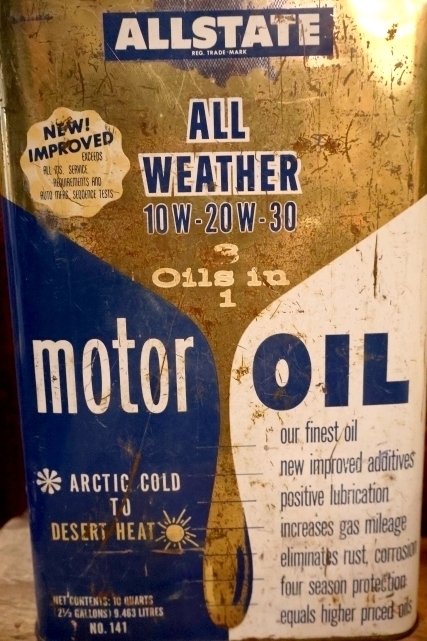 ALLSTATE
REG. TRADE-MARK
NEW!
IMPROVED
EXCEEDS
ALL MS. SERVICE
REQUIREMENTS AND
AUTO MFRS. SEQUENCE TESTS
ALL
WEATHER
10W-20W-30
3
Oils in
1
motor OIL
our finest oil
new improved additives
positive lubrication
increases gas mileage
eliminates rust, corrosion
four season protection
equals higher priced oils
ARCTIC COLD
TO
DESERT HEAT
NET CONTENTS: 10 QUARTS
(2½ GALLONS) 9.463 LITRES
NO. 141